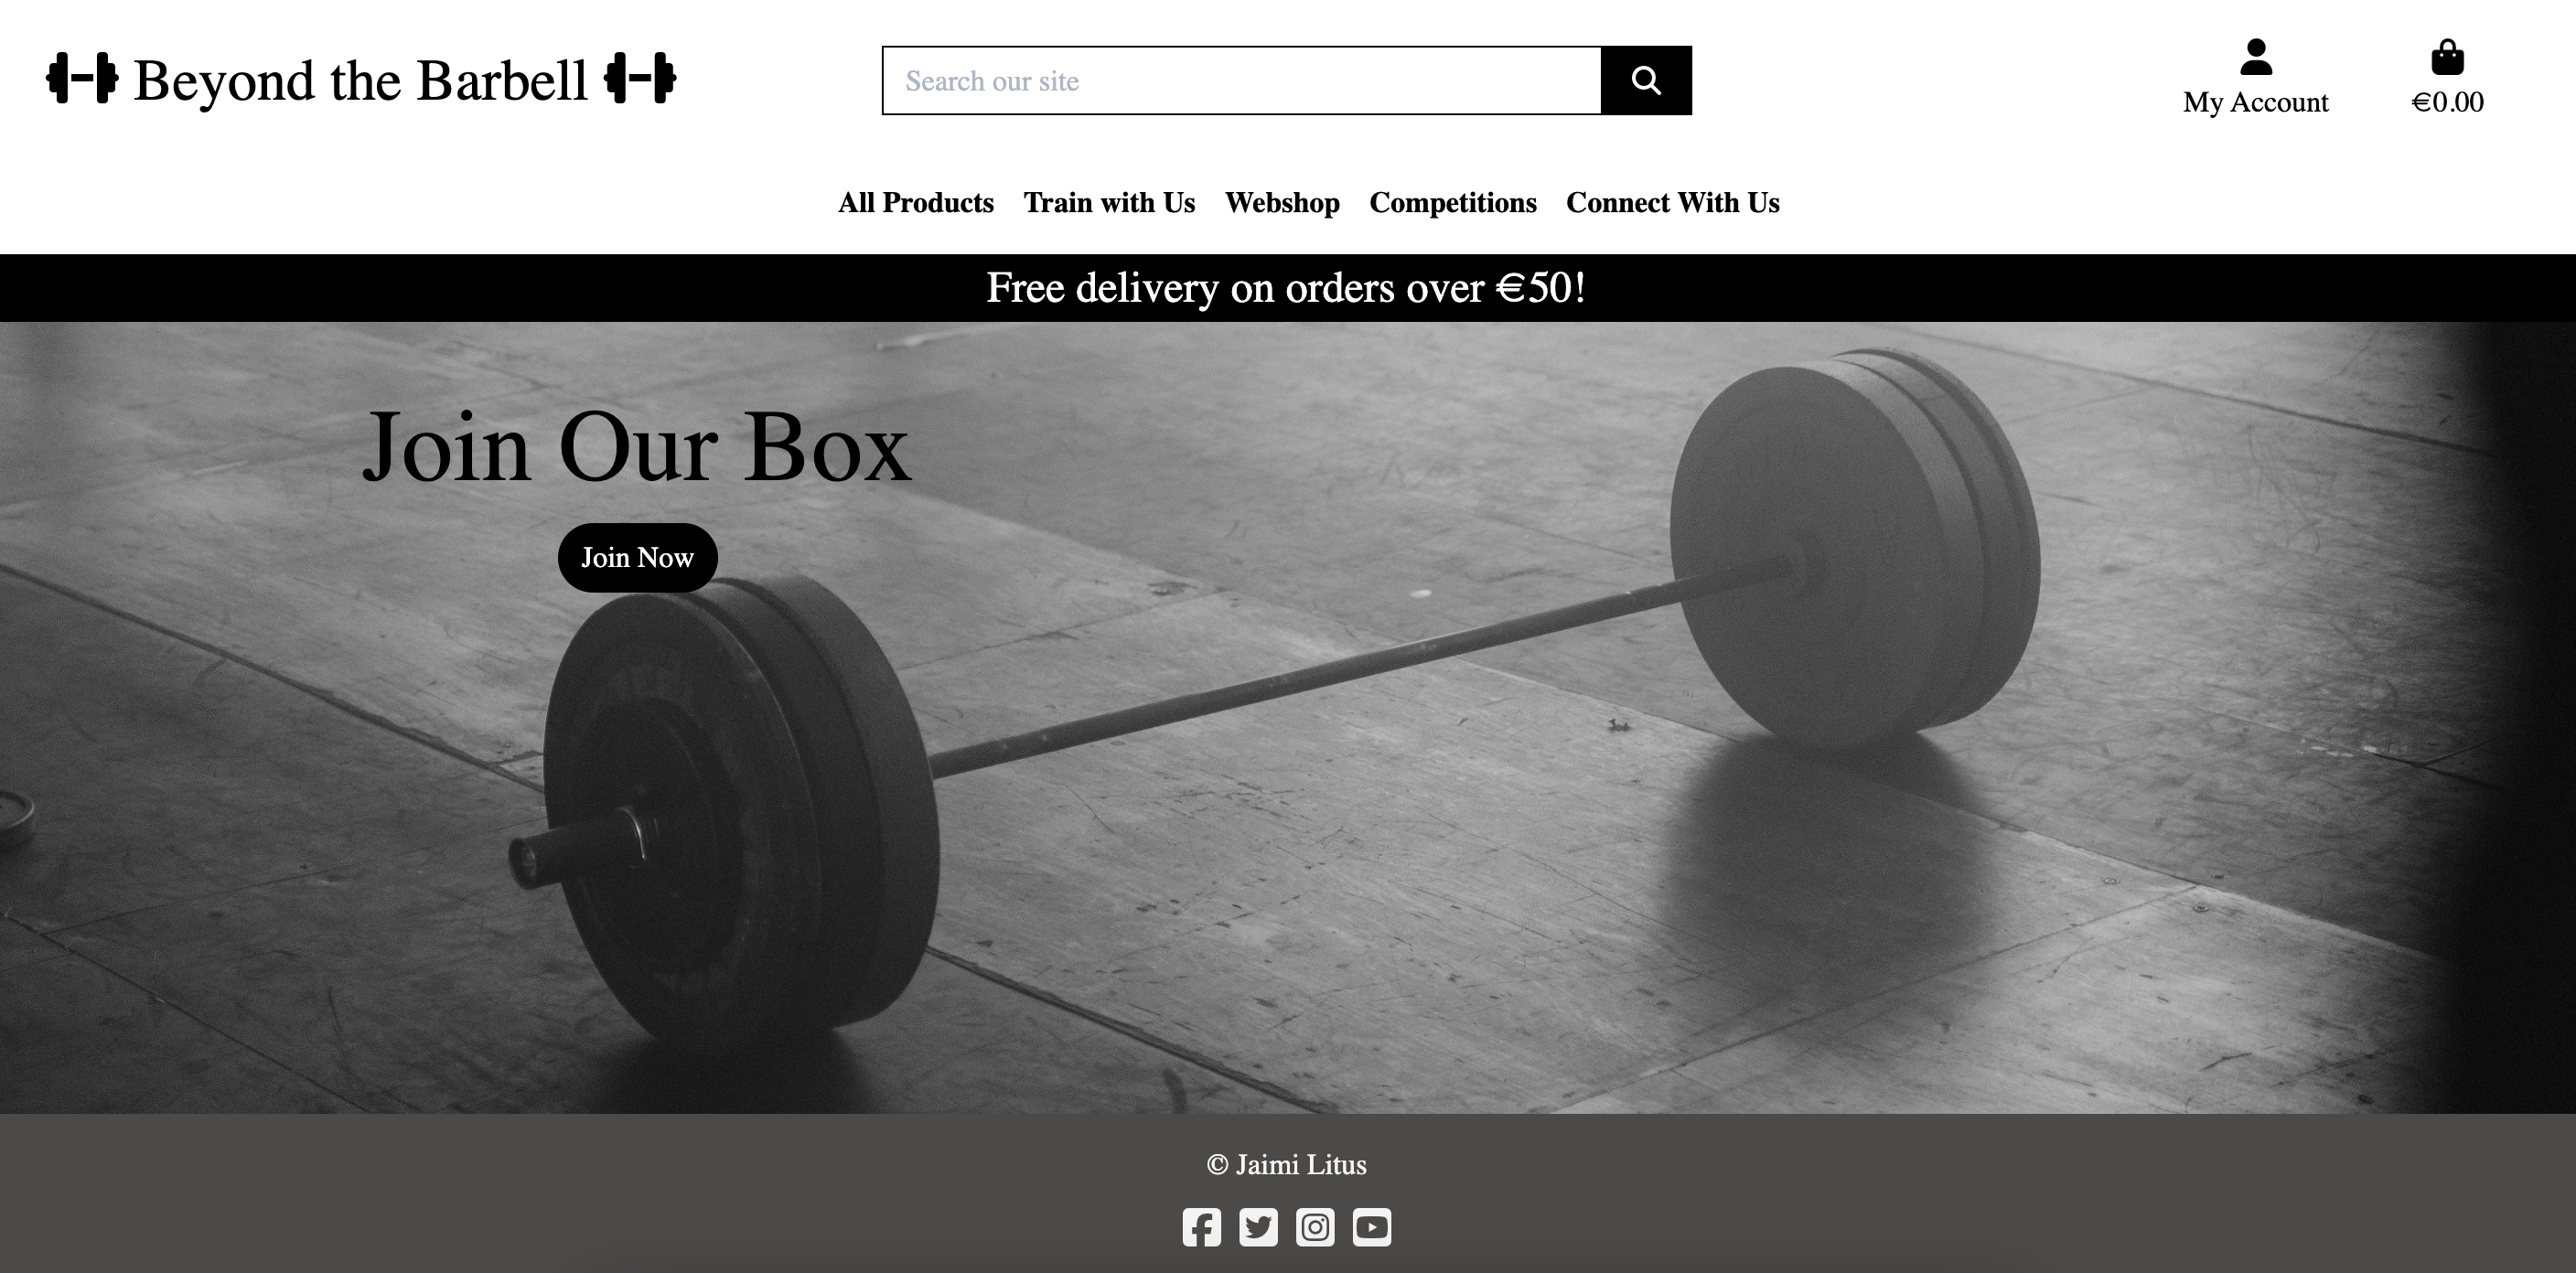 Beyond the Barbell
Search our site
My Account
€0.00
All Products Train with Us Webshop Competitions Connect With Us
Free delivery on orders over €50!
Join Our Box
Join Now
© Jaimi Litus